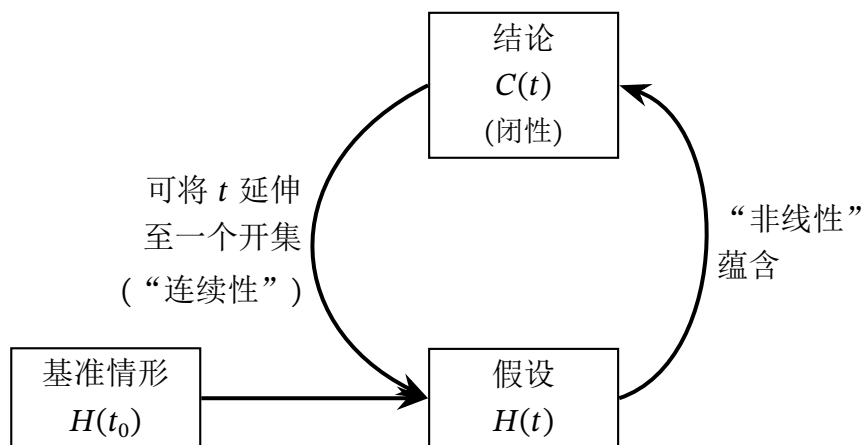 结论
C(t)
(闭性)
可将 t 延伸
至一个开集
(“连续性”)
“非线性”
蕴含
基准情形
H(t₀)
假设
H(t)